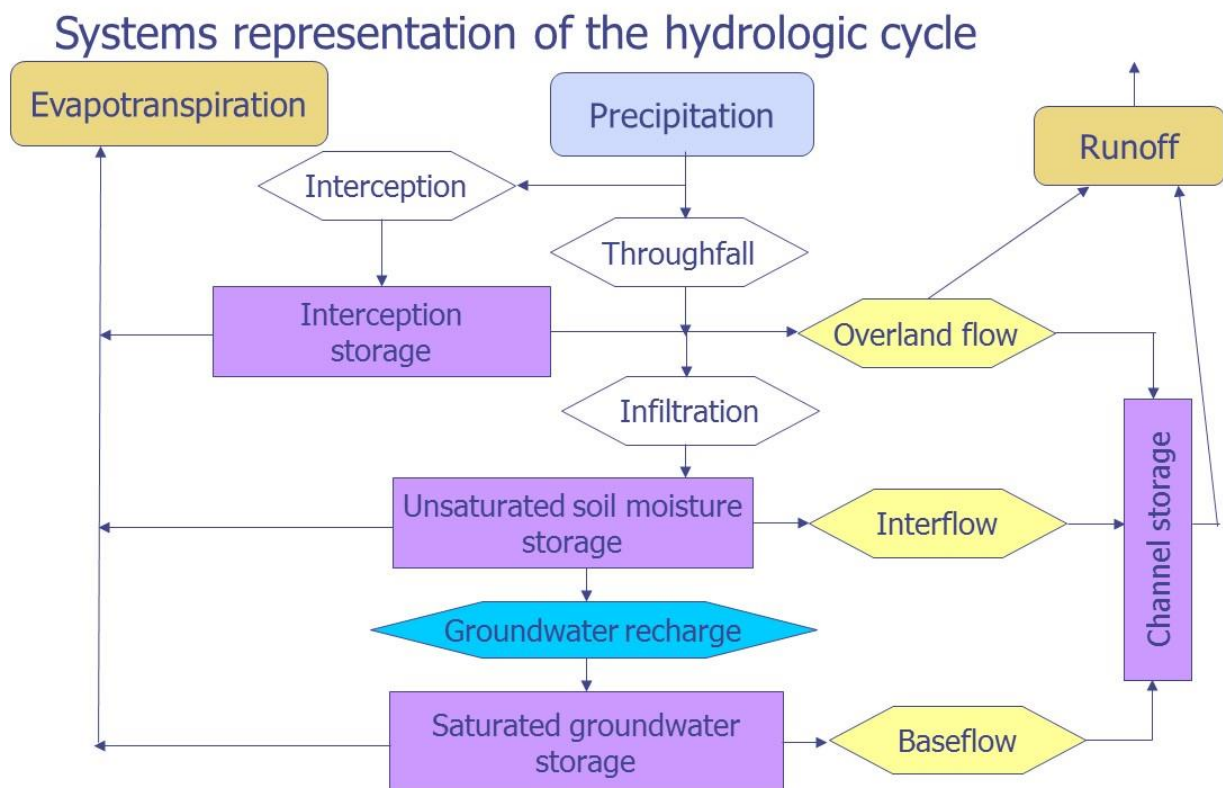 Systems representation of the hydrologic cycle
Evapotranspiration
Precipitation
Runoff
Interception
Throughfall
Interception
storage
Overland flow
Infiltration
Unsaturated soil moisture
storage
Interflow
Channel storage
Groundwater recharge
Saturated groundwater
storage
Baseflow